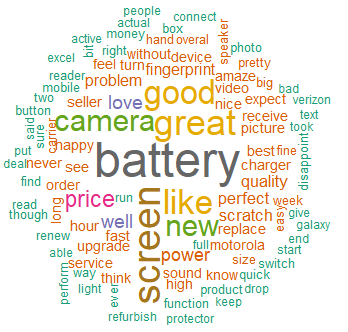 people
actual connect
money box
active hand overal speaker
bit right without device photo
excel feel turn fingerprint
reader problem amaze pretty
mobile seller love good video big
two nice expect bad
button carrier camera great receive verizon
said sure happy picture text
put never see battery best fine took
deal charger disappoint
find order price like quality
long run perfect easy week
read though hour well screen new scratch give
renew upgrade fast replace galaxy
able service power full motorola end
perform way think sound know size start
light high quick switch
ever product drop
function keep
refurbish protector